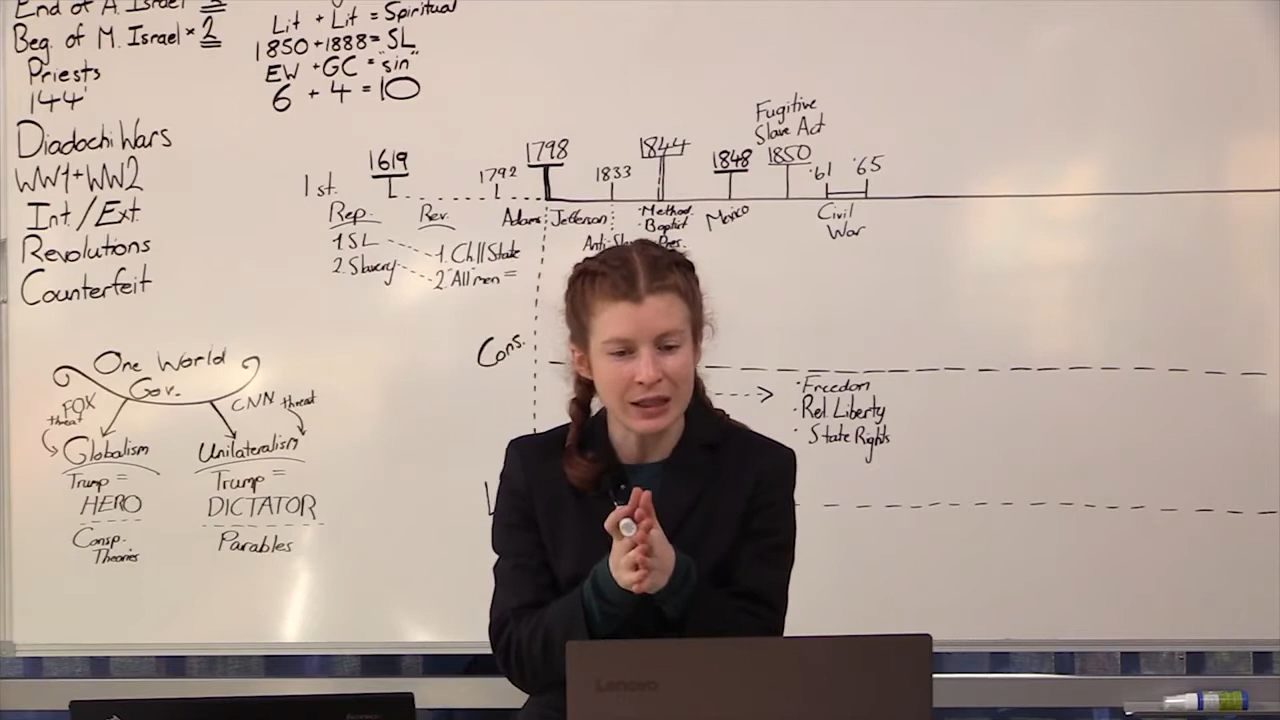 End of A. Israel
Beg. of M. Israel × 2
Priests
144'
Diadochi Wars
WW1 + WW2
Int./Ext.
Revolutions
Counterfeit
Lit + Lit = Spiritual
1850 + 1888 = SL
EW + GC = "sin"
6 + 4 = 10
1st.
1619
1792
1798
1833
1844
1848
Fugitive
Slave Act
1850
'61
'65
Rep.
1. SL
2. Slavery
Rev.
1. Ch || State
2. "All men =
Adams
Jefferson
Anti-
· Method.
· Baptist
Pres.
Mexico
Civil
War
Cons.
· Freedom
· Rel. Liberty
· State Rights
One World
Gov.
FOX
threat
CNN
threat
Globalism
Trump =
HERO
Consp.
Theories
Unilateralism
Trump =
DICTATOR
Parables
Lenovo